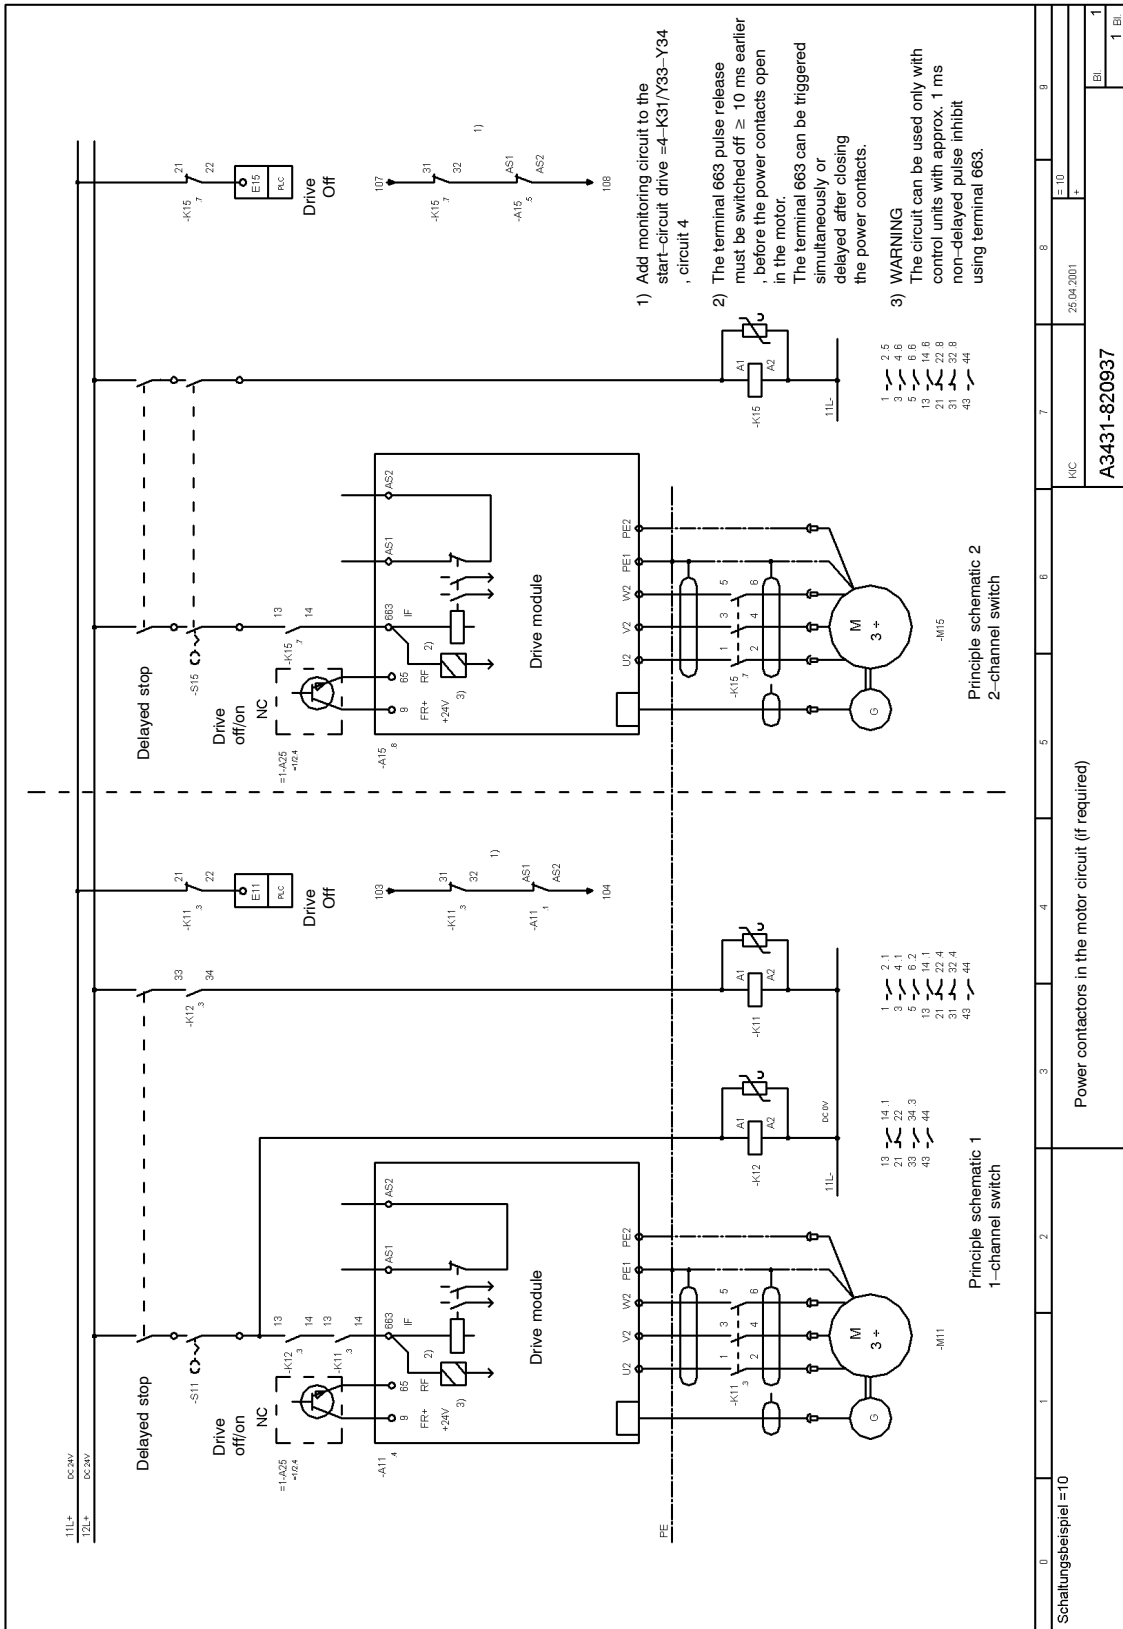 11L+ DC 24V
12L+ DC 24V
Delayed stop
-S11
Drive
off/on
NC
=1-A25
=1/2.4
13
14
-K12
.3
13
14
-K11
.3
33
34
-K12
.3
21
22
-K11
.3
E11
PLC
Drive
Off
103
31
32
-K11
.3
1)
AS1
AS2
-A11
.1
104
-A11
.4
9
65
663
AS1
AS2
FR+
+24V
RF
IF
2)
3)
Drive module
U2
V2
W2
PE1
PE2
PE
1
3
5
2
4
6
-K11
.3
G
M
3 ÷
-M11
A1
A2
-K12
A1
A2
-K11
11L-
DC 0V
13 14 .1
21 22
33 34 .3
43 44
1 2 .1
3 4 .1
5 6 .2
13 14 .1
21 22 .4
31 32 .4
43 44
Principle schematic 1
1–channel switch
Delayed stop
-S15
Drive
off/on
NC
=1-A25
=1/2.4
13
14
-K15
.7
21
22
-K15
.7
E15
PLC
Drive
Off
107
31
32
-K15
.7
1)
AS1
AS2
-A15
.5
108
-A15
.8
9
65
663
AS1
AS2
FR+
+24V
RF
IF
2)
3)
Drive module
U2
V2
W2
PE1
PE2
1
3
5
2
4
6
-K15
.7
G
M
3 ÷
-M15
A1
A2
-K15
11L-
1 2 .5
3 4 .6
5 6 .6
13 14 .6
21 22 .8
31 32 .8
43 44
Principle schematic 2
2–channel switch
1) Add monitoring circuit to the
start–circuit drive =4–K31/Y33–Y34
, circuit 4
2) The terminal 663 pulse release
must be switched off ≥ 10 ms earlier
, before the power contacts open
in the motor.
The terminal 663 can be triggered
simultaneously or
delayed after closing
the power contacts.
3) WARNING
The circuit can be used only with
control units with approx. 1 ms
non–delayed pulse inhibit
using terminal 663.
0 1 2 3 4 5 6 7 8 9
Schaltungsbeispiel =10
Power contactors in the motor circuit (if required)
KIC
25.04.2001
= 10
+
A3431-820937
Bl. 1
1 Bl.